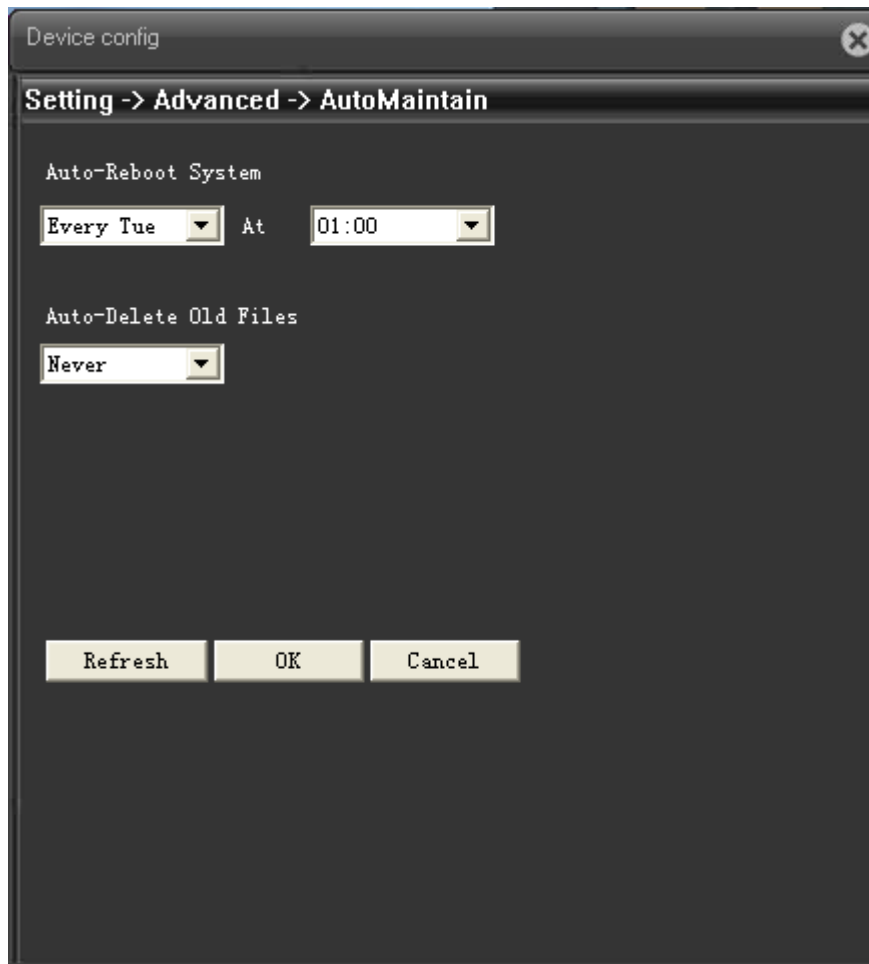 Device config
Setting -> Advanced -> AutoMaintain
Auto-Reboot System
Every Tue At 01:00
Auto-Delete Old Files
Never
Refresh OK Cancel